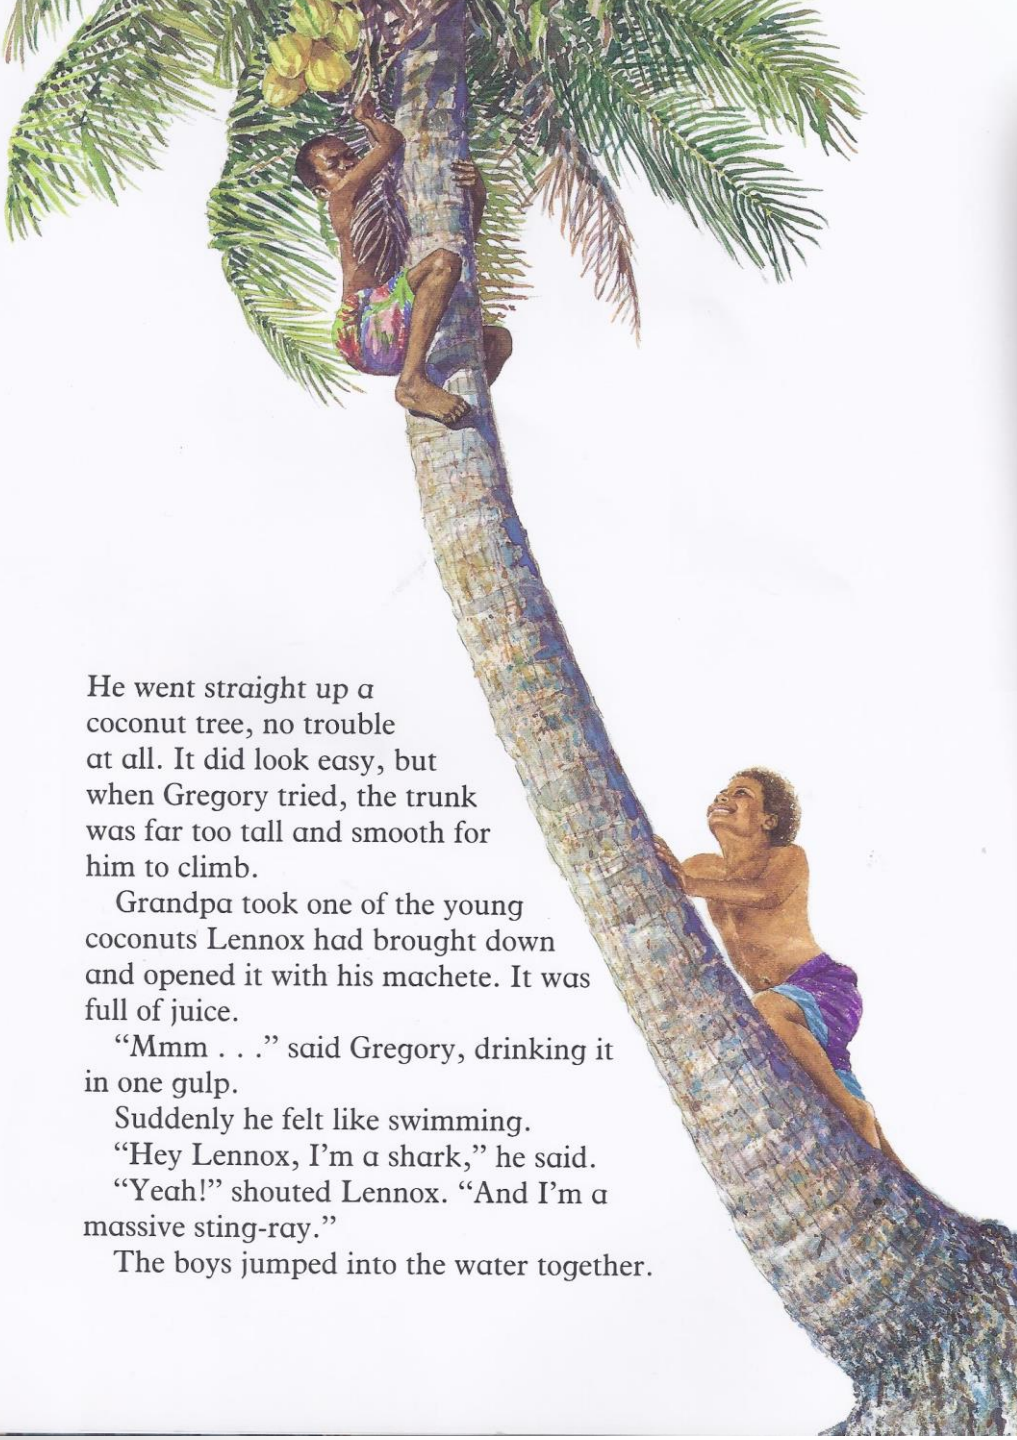 He went straight up a
coconut tree, no trouble
at all. It did look easy, but
when Gregory tried, the trunk
was far too tall and smooth for
him to climb.
Grandpa took one of the young
coconuts Lennox had brought down
and opened it with his machete. It was
full of juice.
“Mmm . . .” said Gregory, drinking it
in one gulp.
Suddenly he felt like swimming.
“Hey Lennox, I’m a shark,” he said.
“Yeah!” shouted Lennox. “And I’m a
massive sting-ray.”
The boys jumped into the water together.